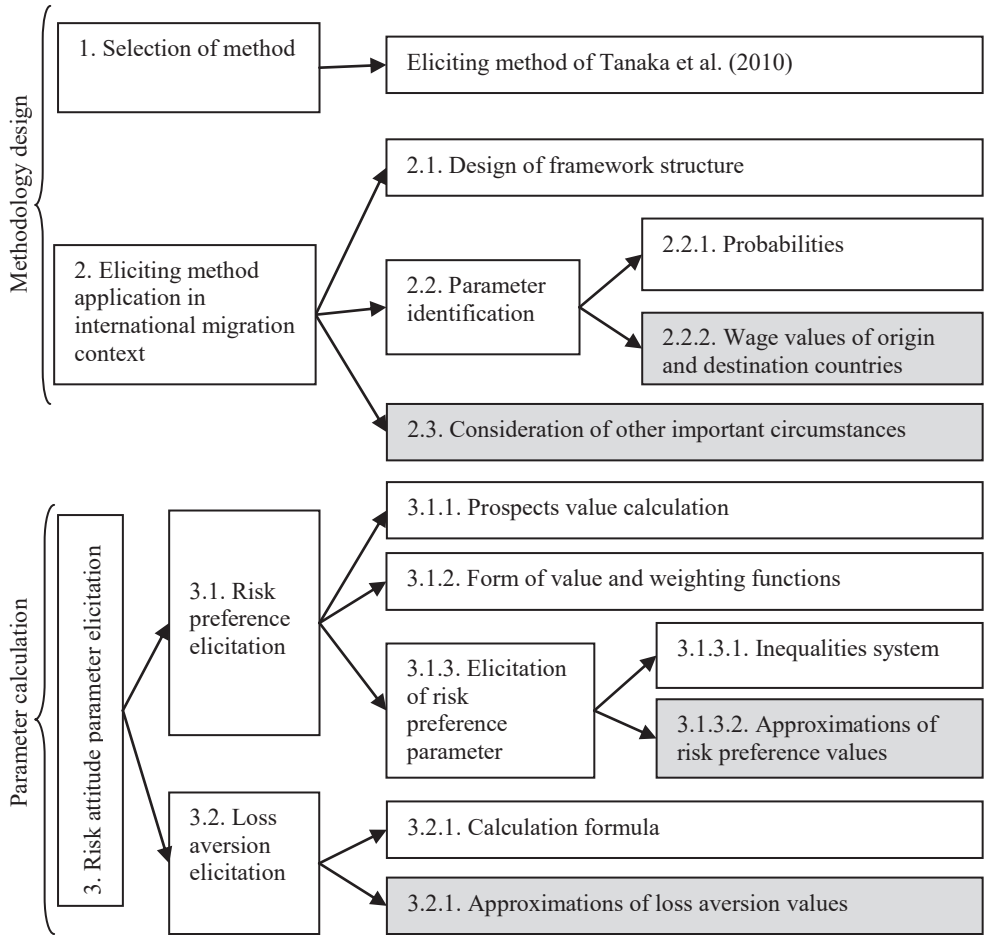 Methodology design
1. Selection of method
Eliciting method of Tanaka et al. (2010)
2. Eliciting method
application in
international migration
context
2.1. Design of framework structure
2.2. Parameter
identification
2.2.1. Probabilities
2.2.2. Wage values of origin
and destination countries
2.3. Consideration of other important circumstances
Parameter calculation
3. Risk attitude parameter elicitation
3.1. Risk
preference
elicitation
3.1.1. Prospects value calculation
3.1.2. Form of value and weighting functions
3.1.3. Elicitation
of risk
preference
parameter
3.1.3.1. Inequalities system
3.1.3.2. Approximations of
risk preference values
3.2. Loss
aversion
elicitation
3.2.1. Calculation formula
3.2.1. Approximations of loss aversion values